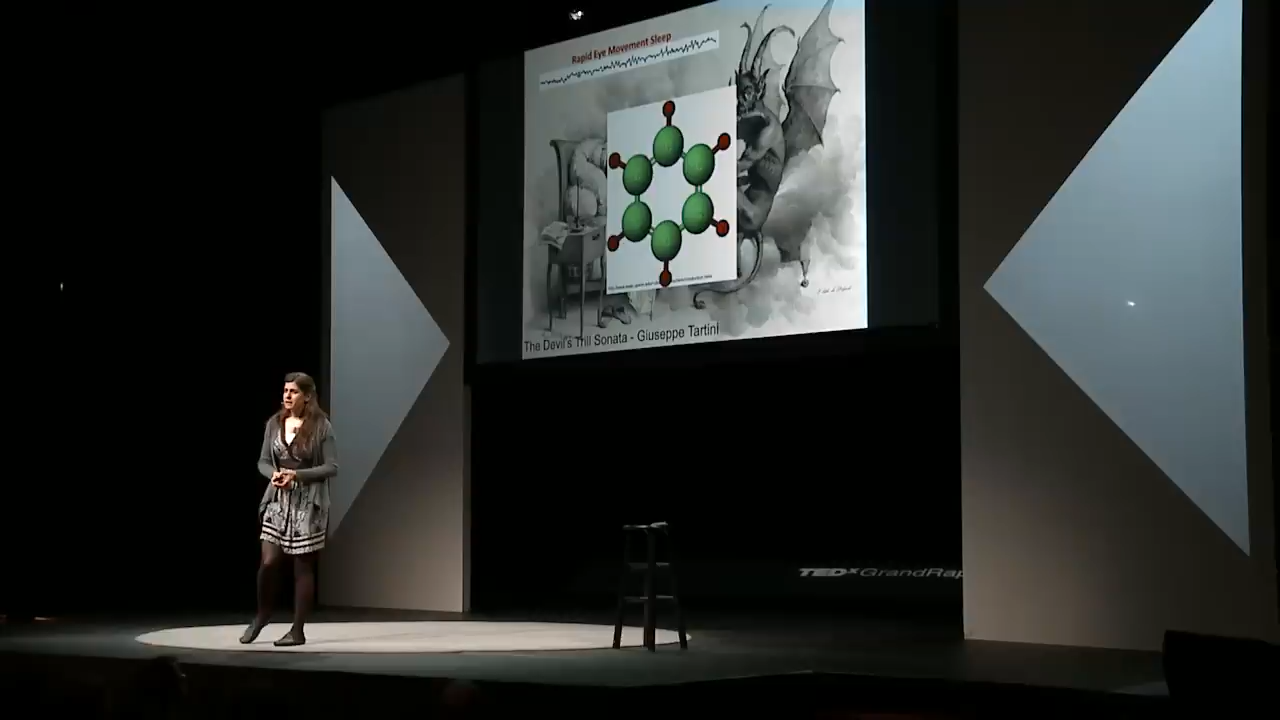 Rapid Eye Movement Sleep
The Devil's Trill Sonata - Giuseppe Tartini
TEDxGrandRap